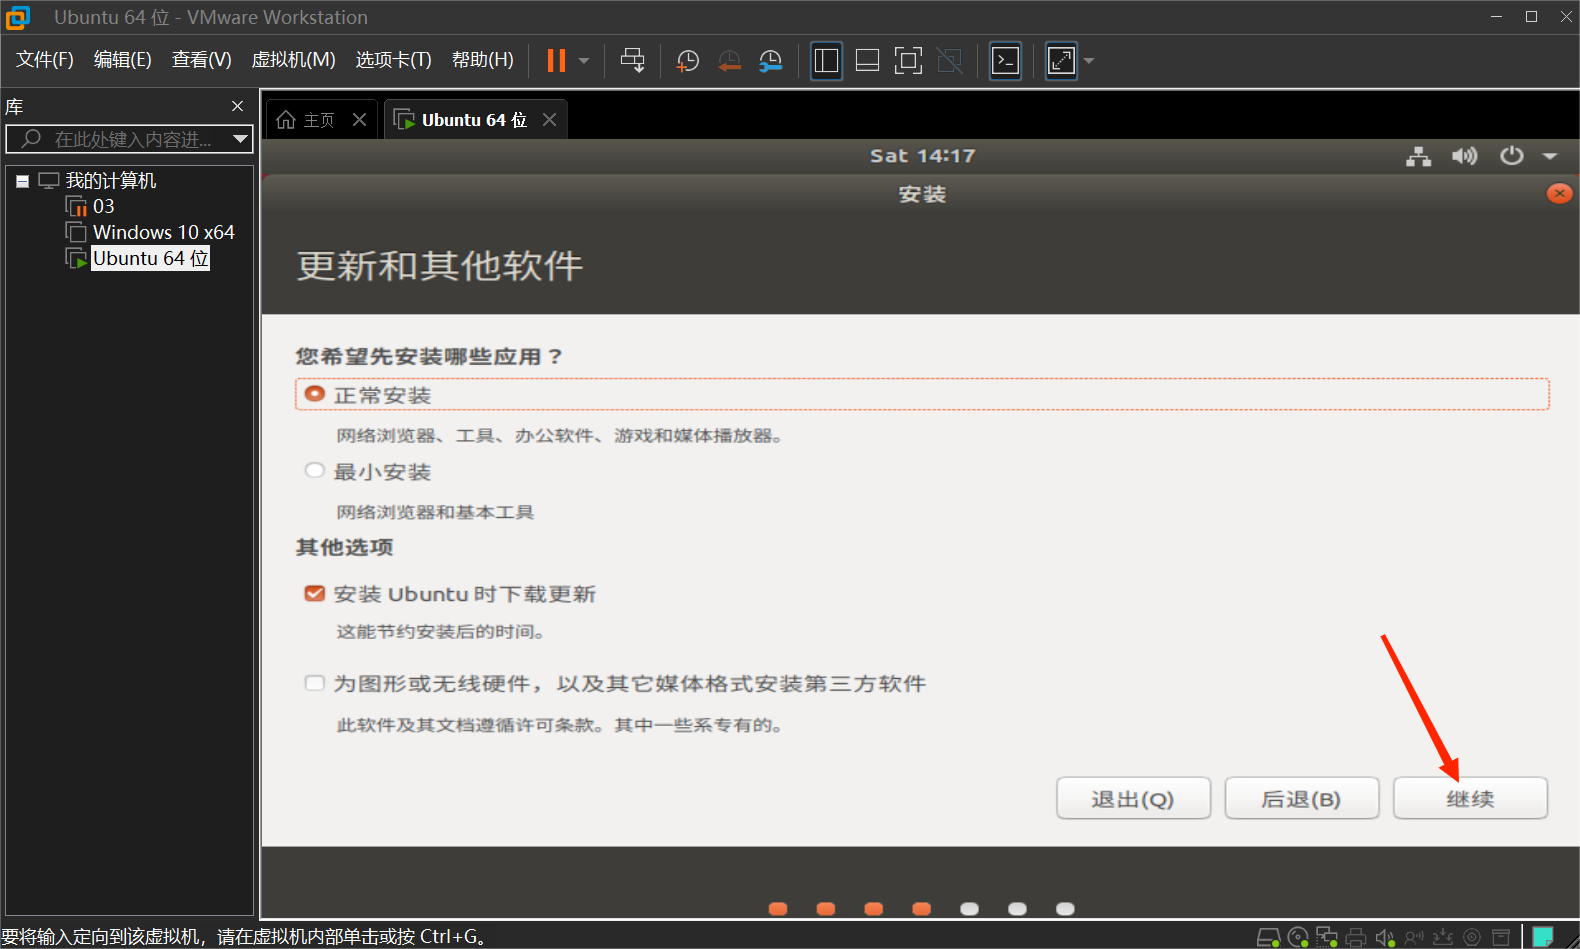 Ubuntu 64 位 - VMware Workstation
文件(F) 编辑(E) 查看(V) 虚拟机(M) 选项卡(T) 帮助(H)
库
在此处键入内容进...
我的计算机
03
Windows 10 x64
Ubuntu 64 位
主页
Ubuntu 64 位
Sat 14:17
安装
更新和其他软件
您希望先安装哪些应用？
正常安装
网络浏览器、工具、办公软件、游戏和媒体播放器。
最小安装
网络浏览器和基本工具
其他选项
安装 Ubuntu 时下载更新
这能节约安装后的时间。
为图形或无线硬件，以及其它媒体格式安装第三方软件
此软件及其文档遵循许可条款。其中一些系专有的。
退出(Q) 后退(B) 继续
要将输入定向到该虚拟机，请在虚拟机内部单击或按 Ctrl+G。